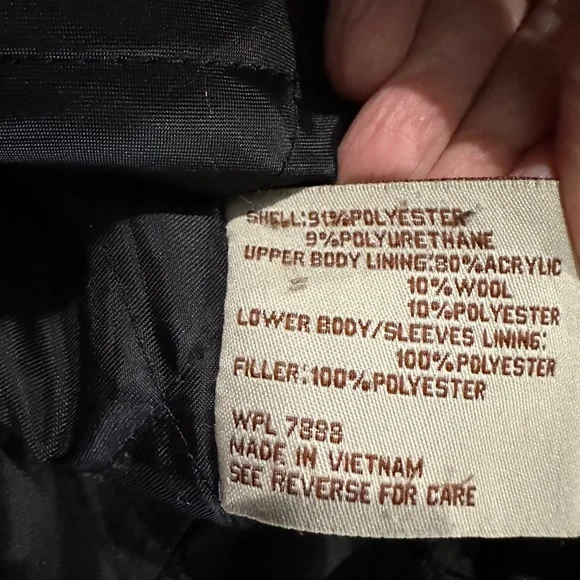 SHELL:91%POLYESTER
9%POLYURETHANE
UPPER BODY LINING:80%ACRYLIC
10%WOOL
10%POLYESTER
LOWER BODY/SLEEVES LINING:
100%POLYESTER
FILLER:100%POLYESTER
WPL 7898
MADE IN VIETNAM
SEE REVERSE FOR CARE